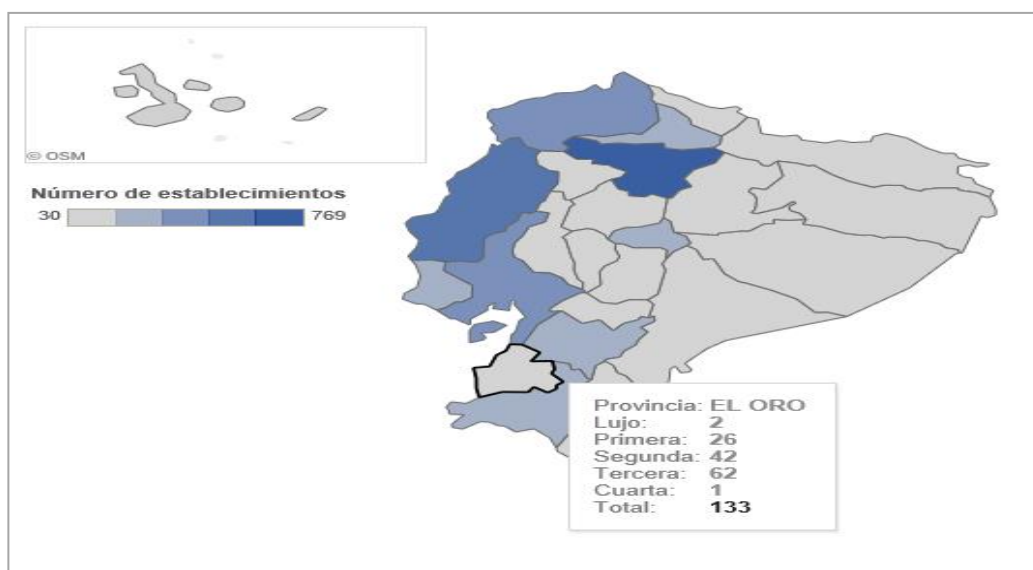 © OSM
Número de establecimientos
30 769
Provincia: EL ORO
Lujo: 2
Primera: 26
Segunda: 42
Tercera: 62
Cuarta: 1
Total: 133